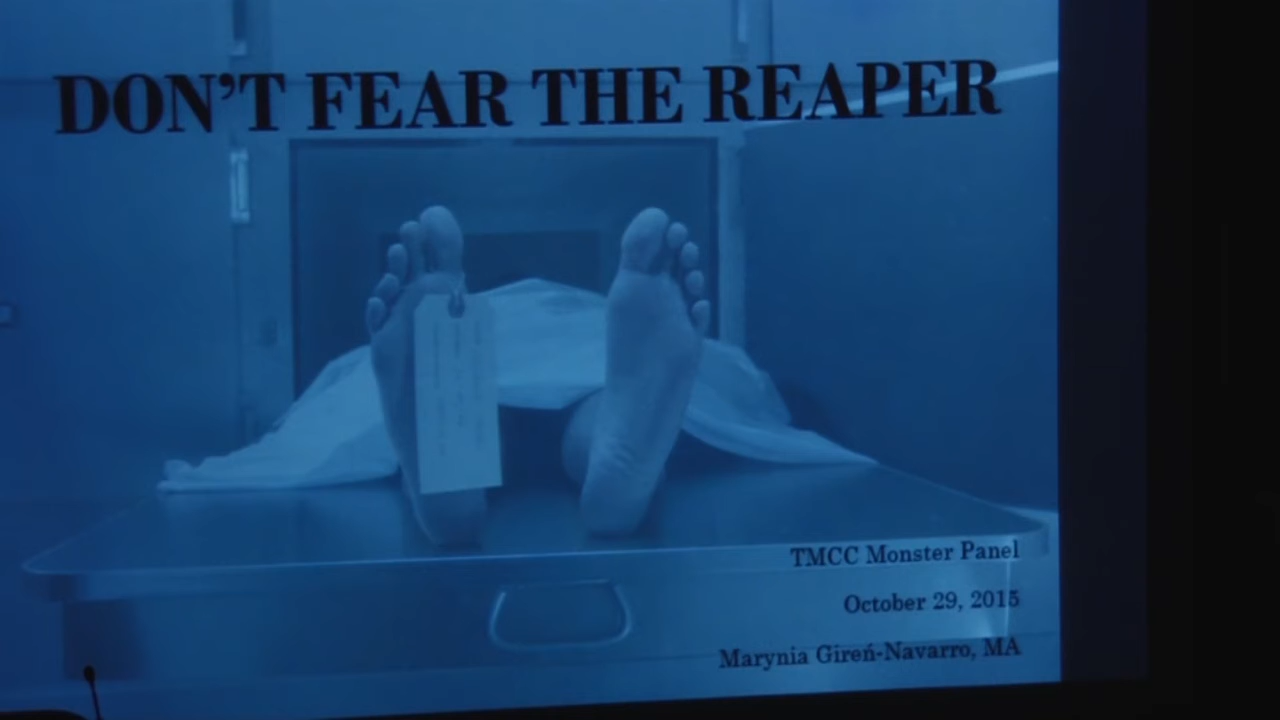 DON'T FEAR THE REAPER
TMCC Monster Panel
October 29, 2015
Marynia Gireń-Navarro, MA